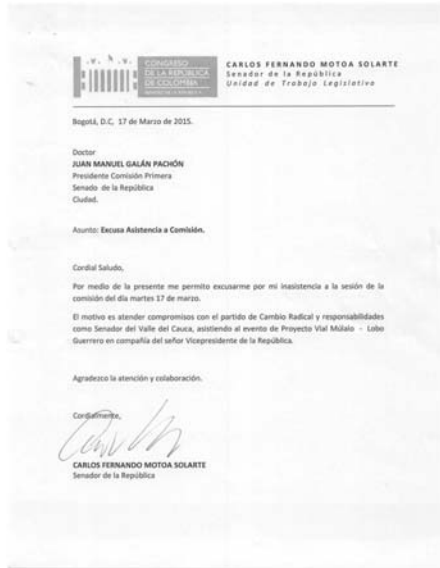 CONGRESO
DE LA REPÚBLICA
DE COLOMBIA
CARLOS FERNANDO MOTOA SOLARTE
Senador de la República
Unidad de Trabajo Legislativo
Bogotá, D.C, 17 de Marzo de 2015.
Doctor
JUAN MANUEL GALÁN PACHÓN
Presidente Comisión Primera
Senado de la República
Ciudad.
Asunto: Excusa Asistencia a Comisión.
Cordial Saludo,
Por medio de la presente me permito excusarme por mi inasistencia a la sesión de la
comisión del día martes 17 de marzo.
El motivo es atender compromisos con el partido de Cambio Radical y responsabilidades
como Senador del Valle del Cauca, asistiendo al evento de Proyecto Vial Múlalo - Lobo
Guerrero en compañía del señor Vicepresidente de la República.
Agradezco la atención y colaboración.
Cordialmente,
CARLOS FERNANDO MOTOA SOLARTE
Senador de la República